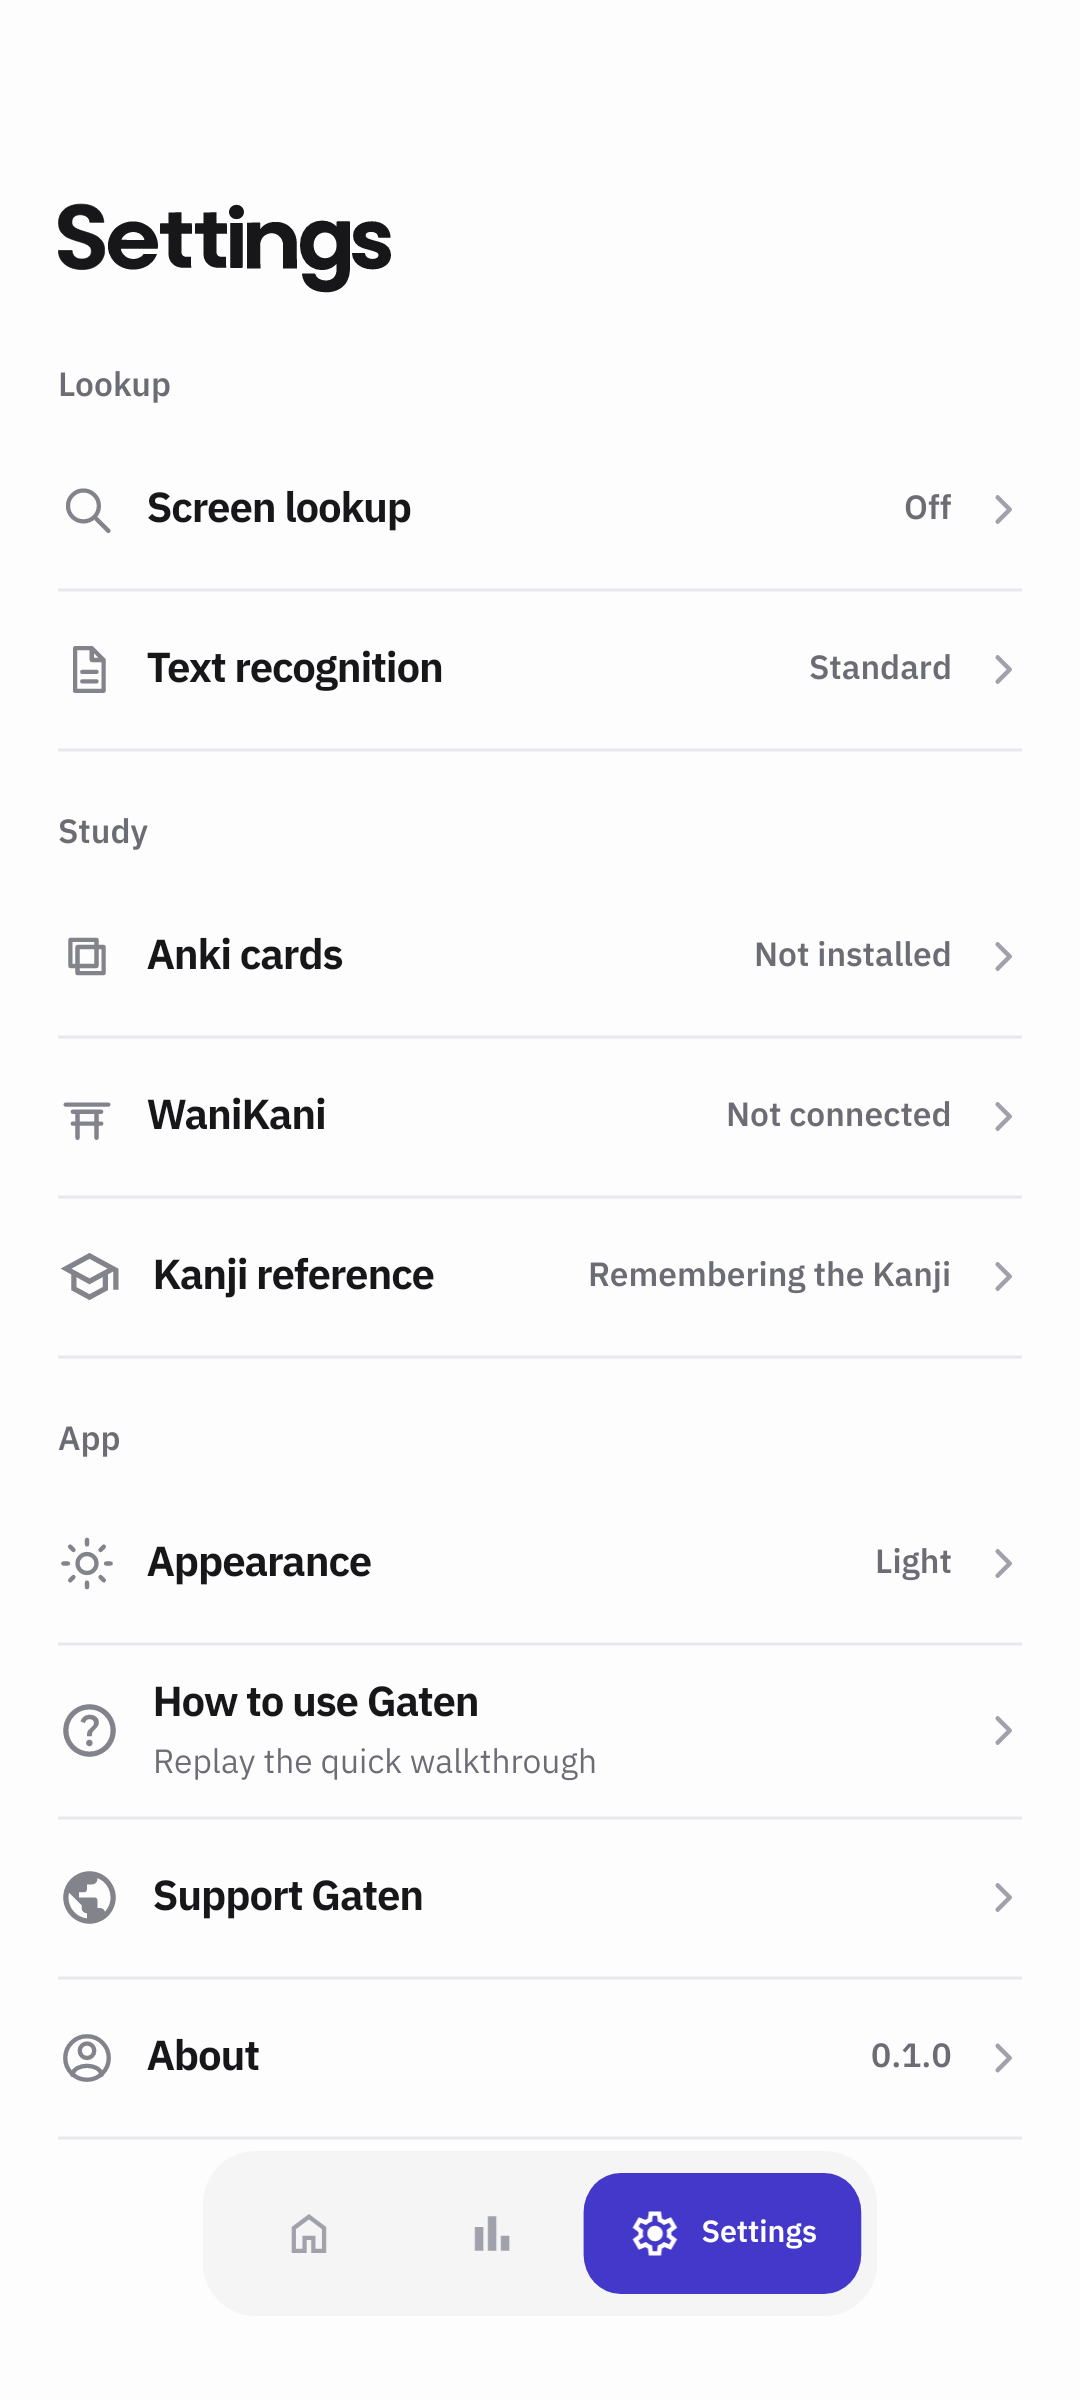 Settings
Lookup
Screen lookup Off
Text recognition Standard
Study
Anki cards Not installed
WaniKani Not connected
Kanji reference Remembering the Kanji
App
Appearance Light
How to use Gaten
Replay the quick walkthrough
Support Gaten
About 0.1.0
Settings